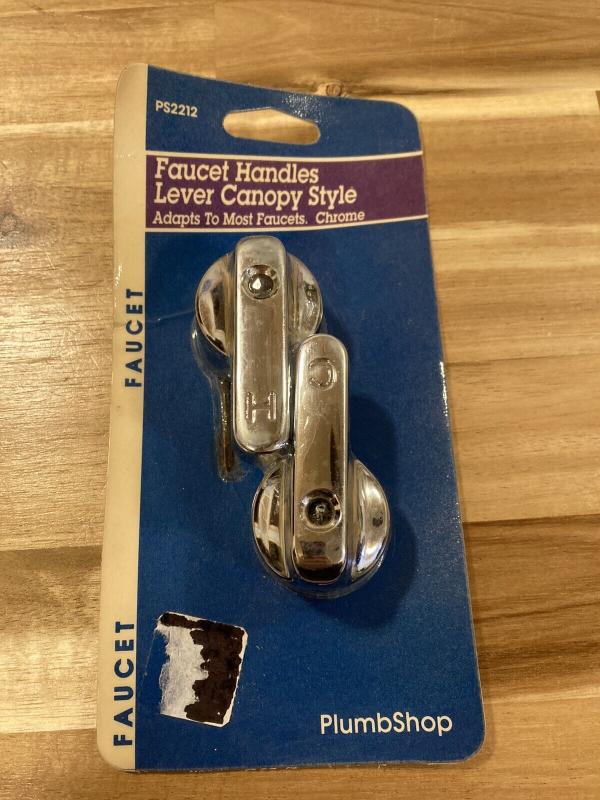 PS2212
Faucet Handles
Lever Canopy Style
Adapts To Most Faucets. Chrome
FAUCET
H
C
FAUCET
PlumbShop